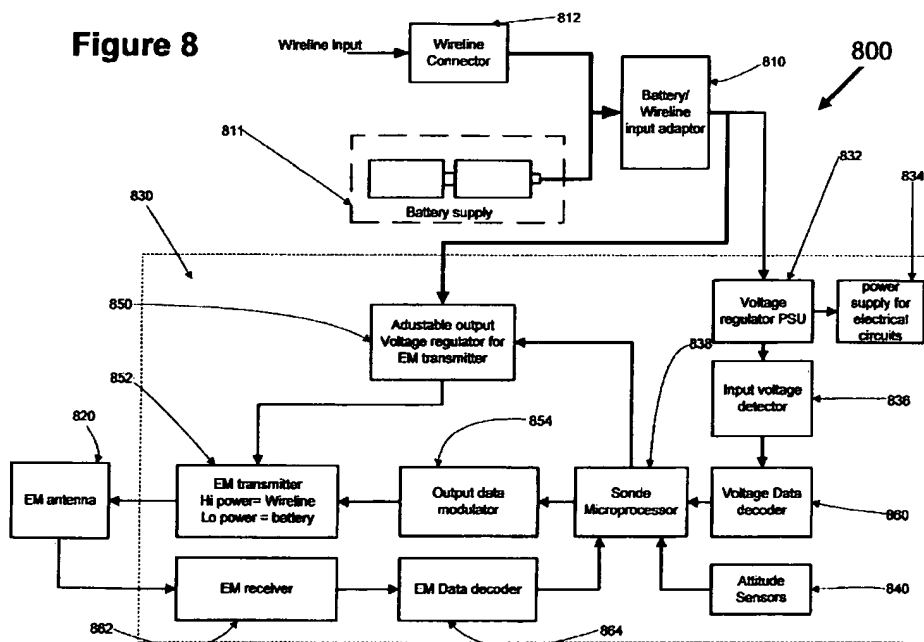 Figure 8
812
Wireline Input
Wireline
Connector
810
800
Battery/
Wireline
input adaptor
811
Battery supply
832
834
830
850
Adustable output
Voltage regulator for
EM transmitter
838
Voltage
regulator PSU
power
supply for
electrical
circuits
852
854
Input voltage
detector
836
820
EM antenna
EM transmitter
Hi power= Wireline
Lo power = battery
Output data
modulator
Sonde
Microprocessor
Voltage Data
decoder
860
EM receiver
EM Data decoder
Attitude
Sensors
840
862
864